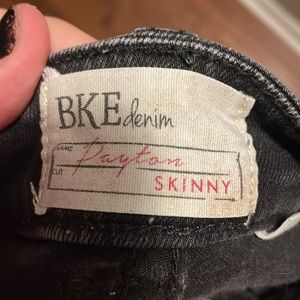 BKE denim
NAME Payton
CUT SKINNY